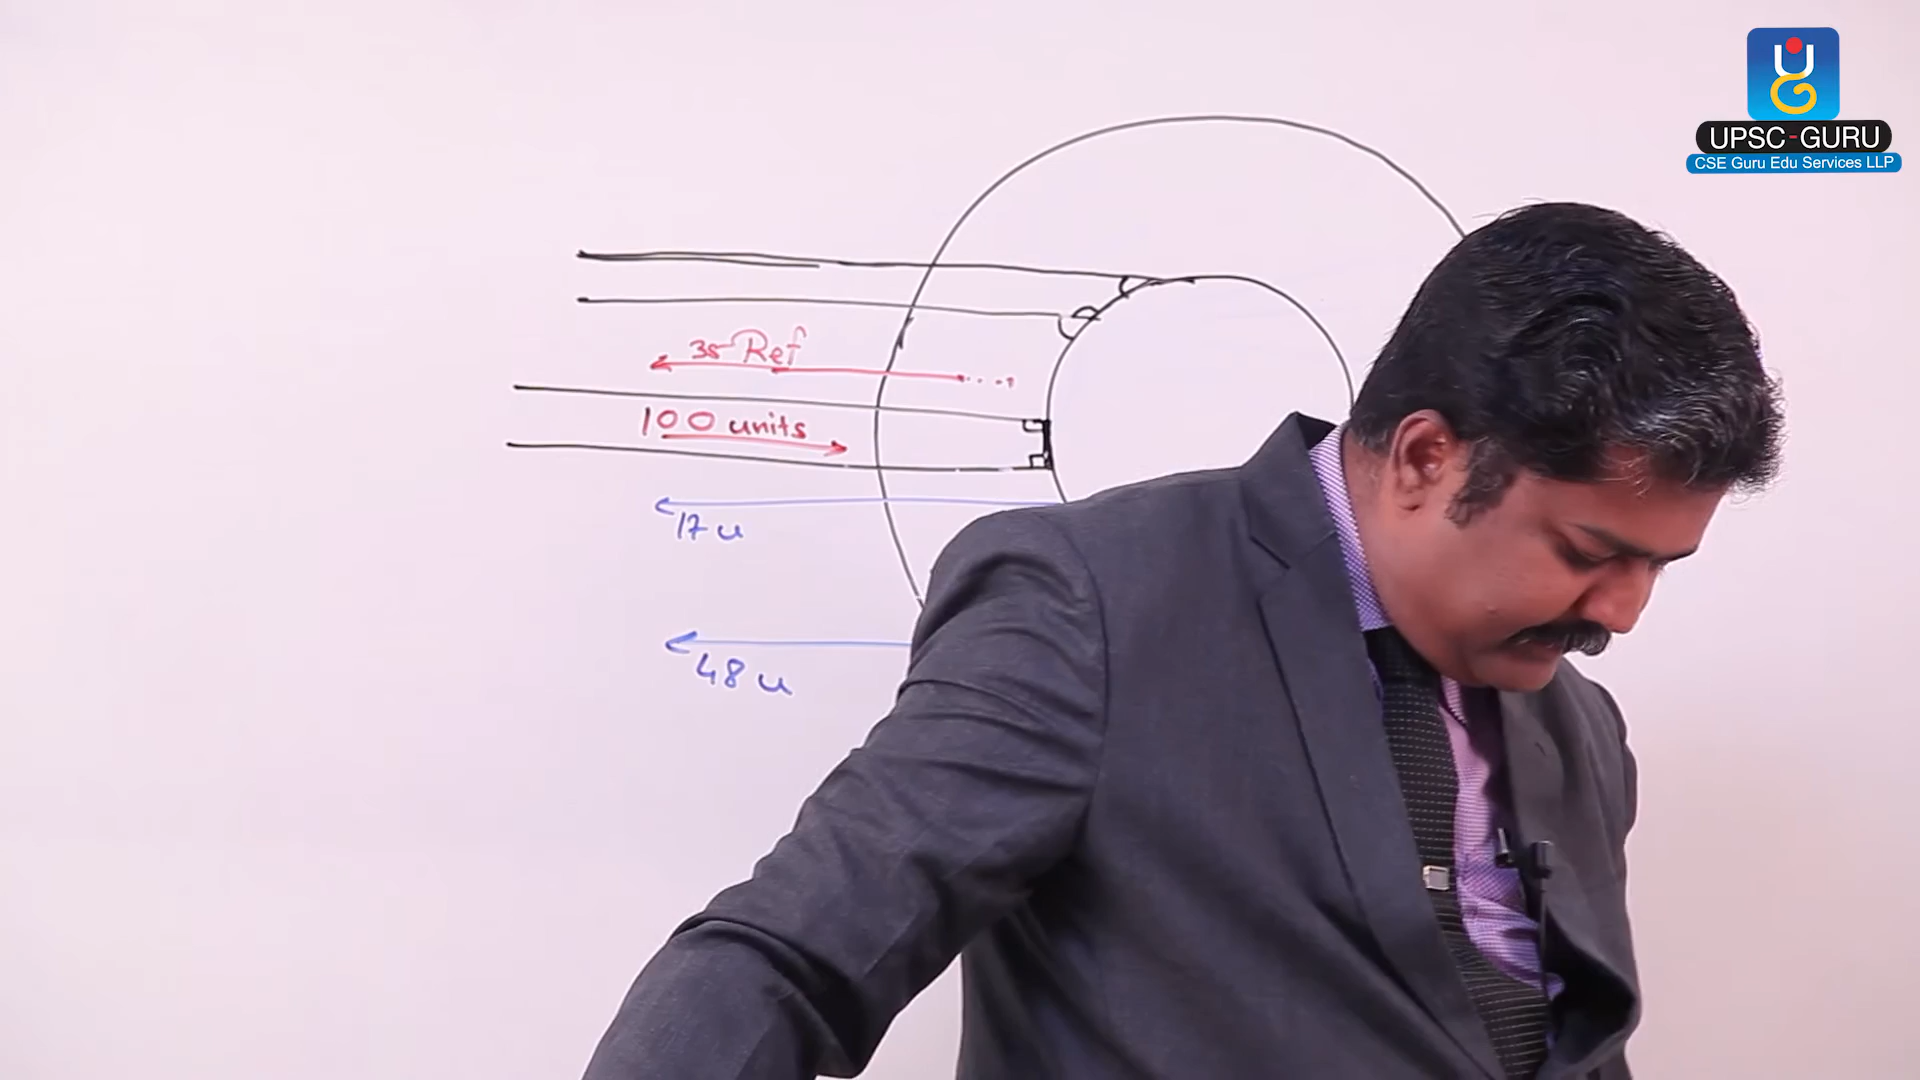 UPSC-GURU
CSE Guru Edu Services LLP
35 Ref
100 units
17 u
48 u